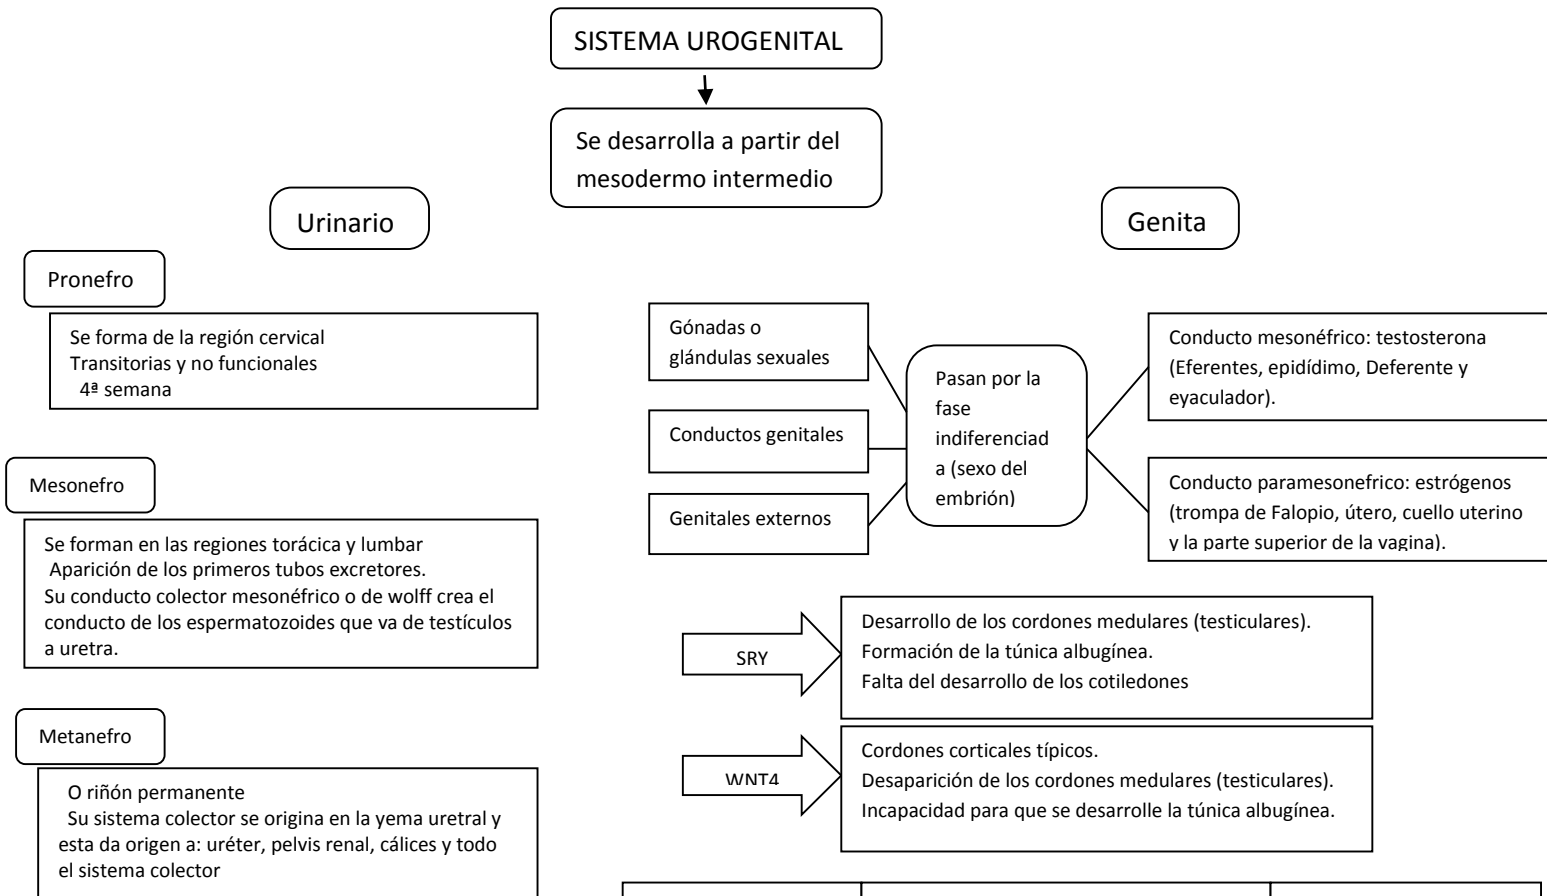 SISTEMA UROGENITAL
Se desarrolla a partir del
mesodermo intermedio
Urinario
Pronefro
Se forma de la región cervical
Transitorias y no funcionales
4ª semana
Mesonefro
Se forman en las regiones torácica y lumbar
Aparición de los primeros tubos excretores.
Su conducto colector mesonéfrico o de wolff crea el
conducto de los espermatozoides que va de testículos
a uretra.
Metanefro
O riñón permanente
Su sistema colector se origina en la yema uretral y
esta da origen a: uréter, pelvis renal, cálices y todo
el sistema colector
Genita
Gónadas o
glándulas sexuales
Conductos genitales
Genitales externos
Pasan por la
fase
indiferenciad
a (sexo del
embrión)
Conducto mesonéfrico: testosterona
(Eferentes, epidídimo, Deferente y
eyaculador).
Conducto paramesonefrico: estrógenos
(trompa de Falopio, útero, cuello uterino
y la parte superior de la vagina).
SRY
Desarrollo de los cordones medulares (testiculares).
Formación de la túnica albugínea.
Falta del desarrollo de los cotiledones
WNT4
Cordones corticales típicos.
Desaparición de los cordones medulares (testiculares).
Incapacidad para que se desarrolle la túnica albugínea.